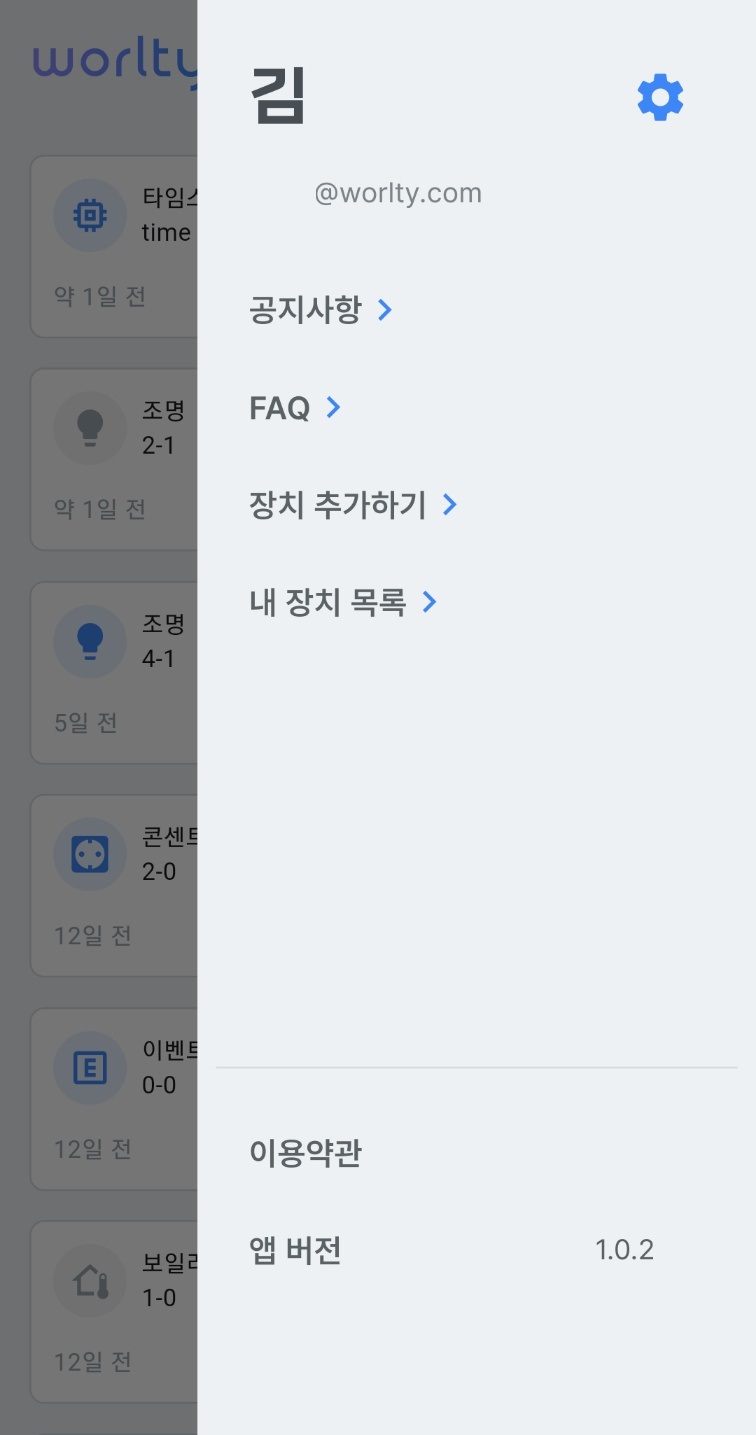 worlty
타임스
time
약 1일 전
조명
2-1
약 1일 전
조명
4-1
5일 전
콘센트
2-0
12일 전
E
이벤트
0-0
12일 전
보일러
1-0
12일 전
김
@worlty.com
공지사항
FAQ
장치 추가하기
내 장치 목록
이용약관
앱 버전 1.0.2